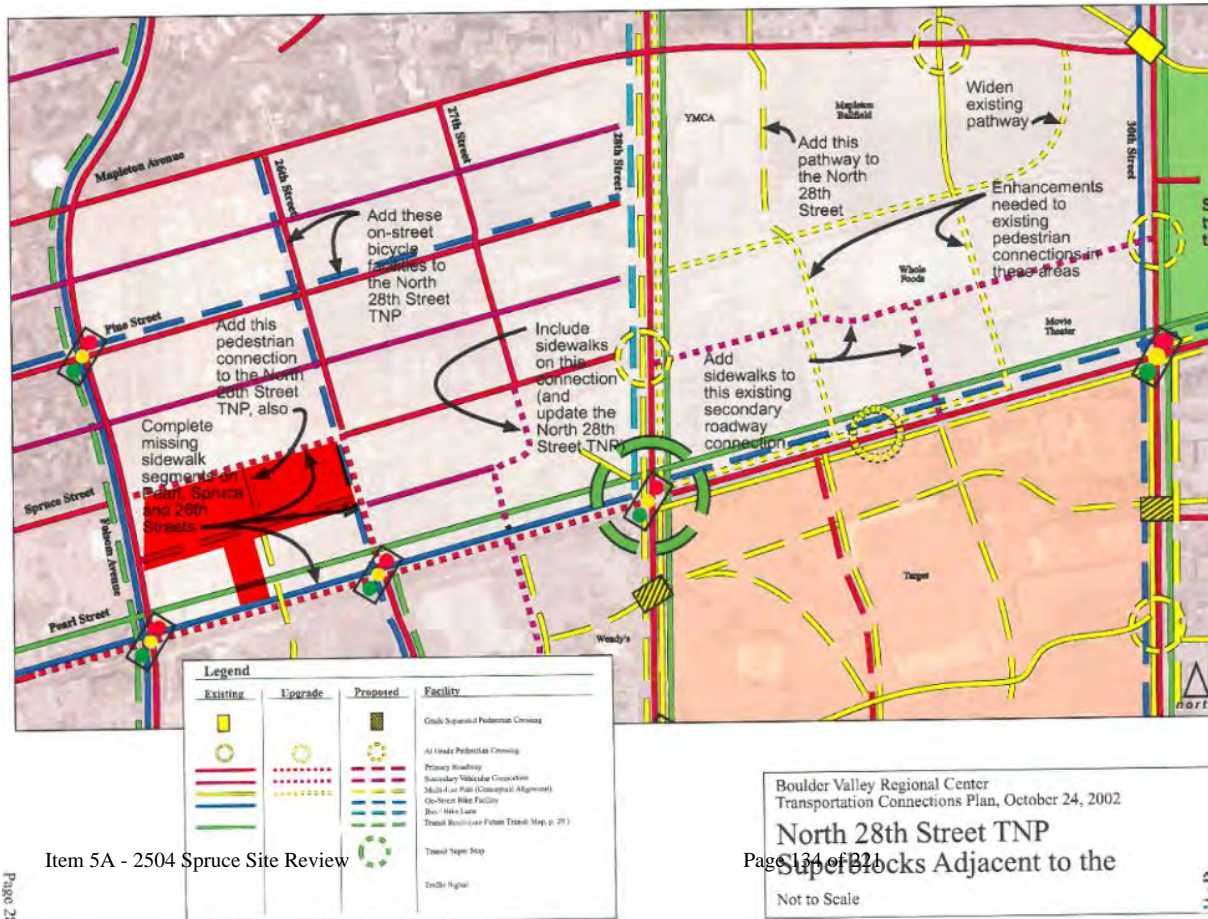 Mapleton Avenue
26th Street
27th Street
28th Street
YMCA
Mapleton
Ballfield
Widen
existing
pathway
30th Street
Add this
pathway to
the North
28th
Street
Enhancements
needed to
existing
pedestrian
connections in
these areas
Add these
on-street
bicycle
facilities to
the North
28th Street
TNP
Whole
Foods
Movie
Theater
Pine Street
Add this
pedestrian
connection
to the North
28th Street
TNP, also
Include
sidewalks
on this
connection
(and
update the
North 28th
Street TNP)
Add
sidewalks to
this existing
secondary
roadway
connection
Complete
missing
sidewalk
segments on
Pearl, Spruce
and 26th
Streets
Spruce Street
Folsom Avenue
Pearl Street
Target
Wendy's
north
Legend
Existing Upgrade Proposed Facility
Grade Separated Pedestrian Crossing
At Grade Pedestrian Crossing
Primary Roadway
Secondary Vehicular Connection
Multi-Use Path (Conceptual Alignment)
On-Street Bike Facility
Bus / Bike Lane
Transit Route (see Future Transit Map, p. 29.)
Transit Super Stop
Traffic Signal
Boulder Valley Regional Center
Transportation Connections Plan, October 24, 2002
North 28th Street TNP
Superblocks Adjacent to the
Not to Scale
Item 5A - 2504 Spruce Site Review
Page 134 of 221